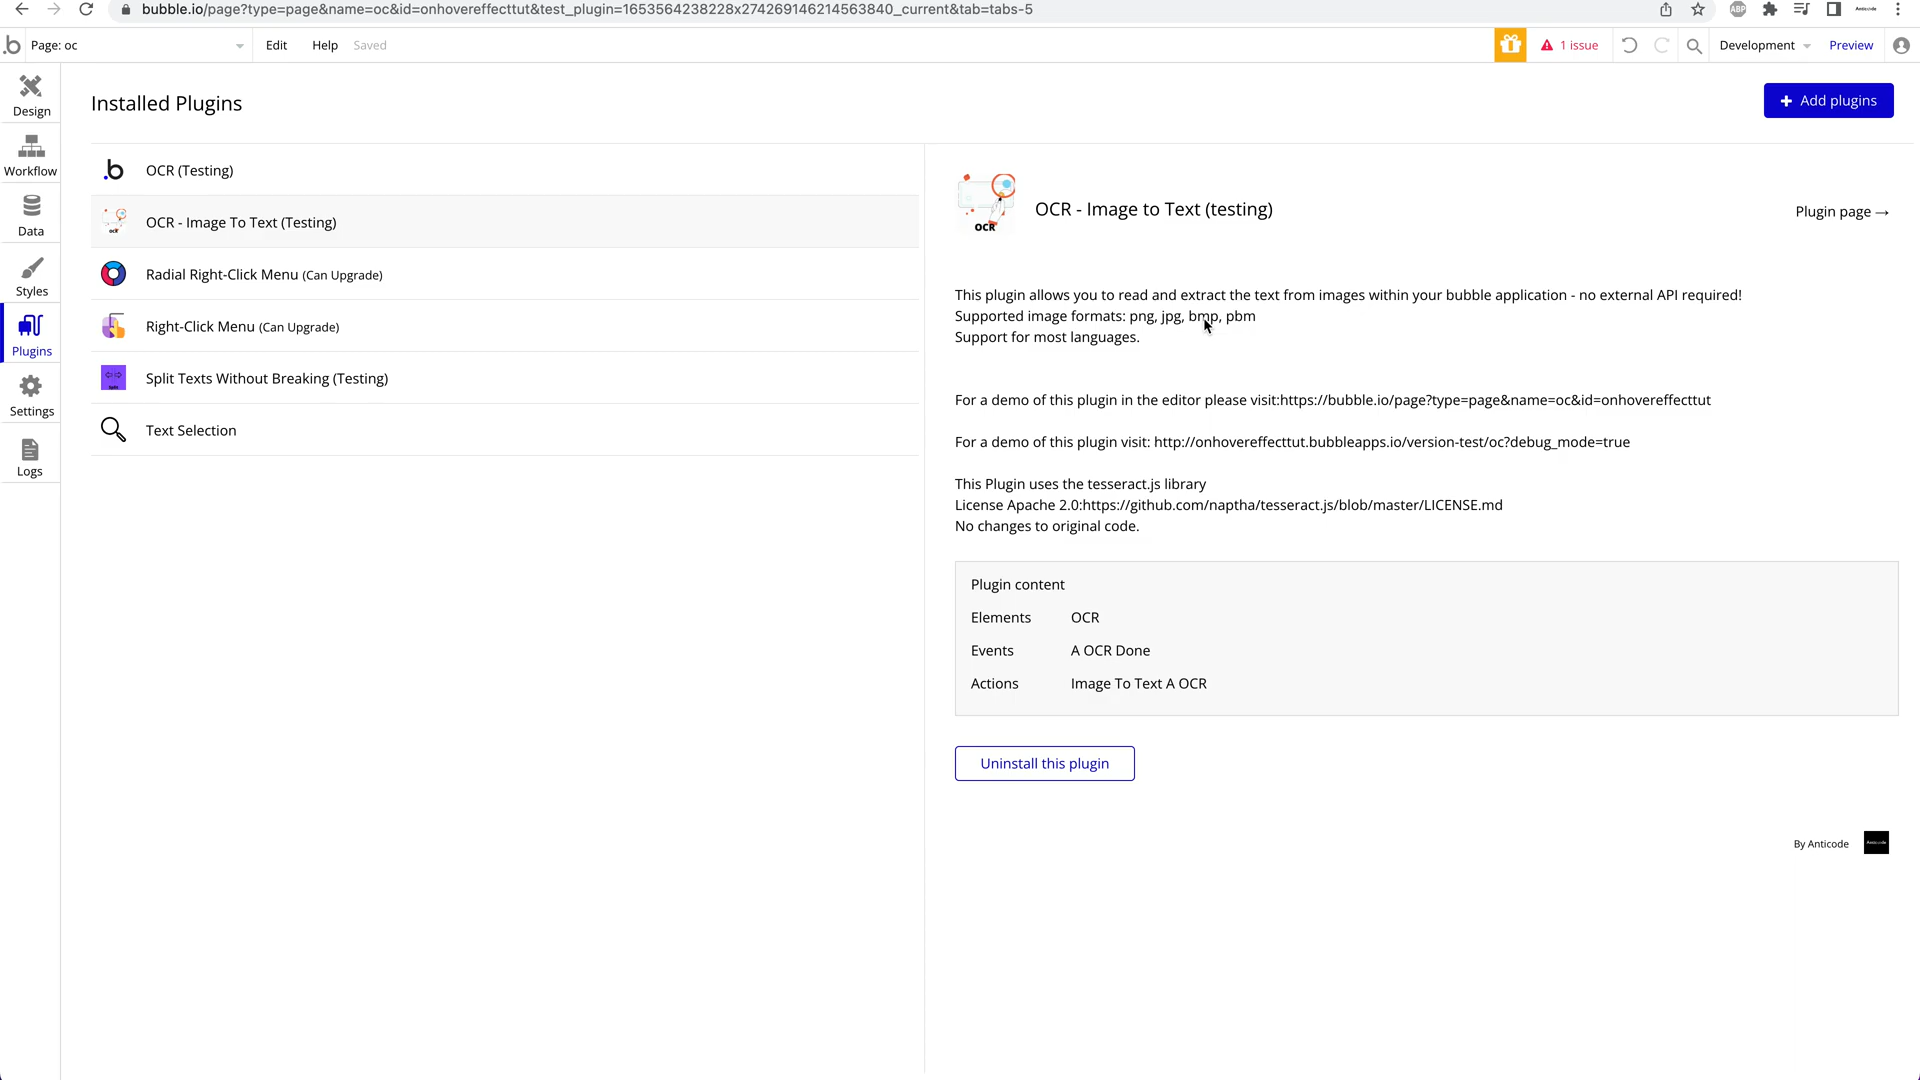 bubble.io/page?type=page&name=oc&id=onhovereffecttut&test_plugin=1653564238228x274269146214563840_current&tab=tabs-5
ABP
Anticode
b
Page: oc
Edit
Help
Saved
1 issue
Development
Preview
Design
Workflow
Data
Styles
Plugins
Settings
Logs
Installed Plugins
+ Add plugins
b OCR (Testing)
OCR
OCR - Image To Text (Testing)
Radial Right-Click Menu (Can Upgrade)
Right-Click Menu (Can Upgrade)
Split
Split Texts Without Breaking (Testing)
Text Selection
OCR
OCR - Image to Text (testing)
Plugin page →
This plugin allows you to read and extract the text from images within your bubble application - no external API required!
Supported image formats: png, jpg, bmp, pbm
Support for most languages.
For a demo of this plugin in the editor please visit:https://bubble.io/page?type=page&name=oc&id=onhovereffecttut
For a demo of this plugin visit: http://onhovereffecttut.bubbleapps.io/version-test/oc?debug_mode=true
This Plugin uses the tesseract.js library
License Apache 2.0:https://github.com/naptha/tesseract.js/blob/master/LICENSE.md
No changes to original code.
Plugin content
Elements OCR
Events A OCR Done
Actions Image To Text A OCR
Uninstall this plugin
By Anticode
Anticode